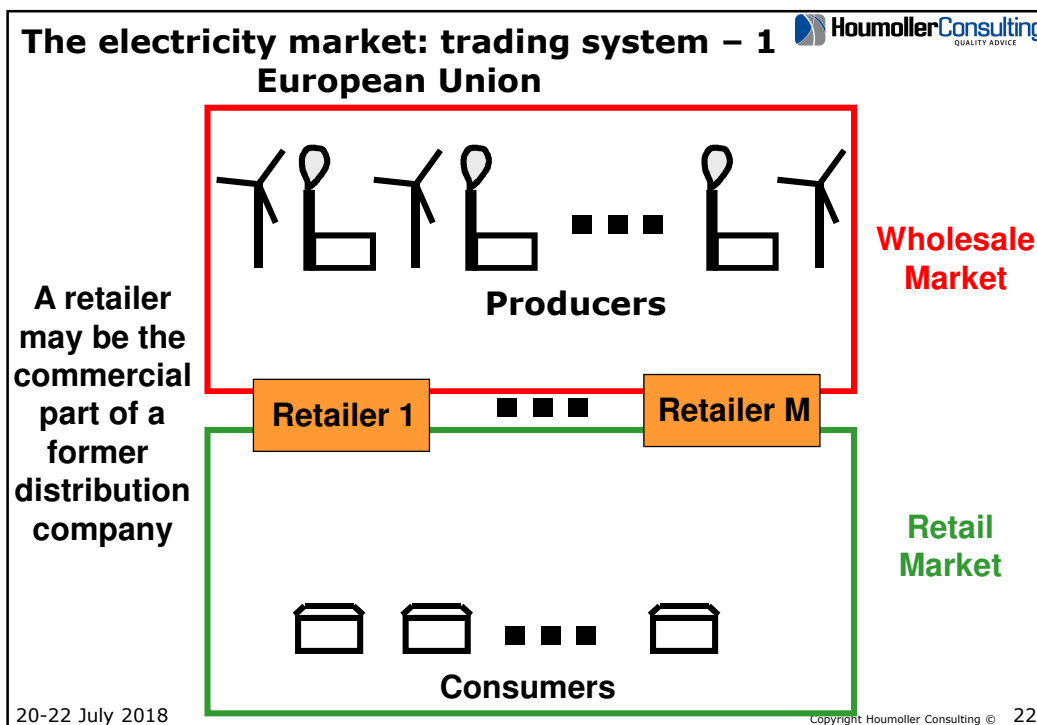 The electricity market: trading system – 1
European Union
HoumollerConsulting
QUALITY ADVICE
Producers
Wholesale
Market
A retailer
may be the
commercial
part of a
former
distribution
company
Retailer 1
Retailer M
Retail
Market
Consumers
20-22 July 2018
Copyright Houmoller Consulting ©
22